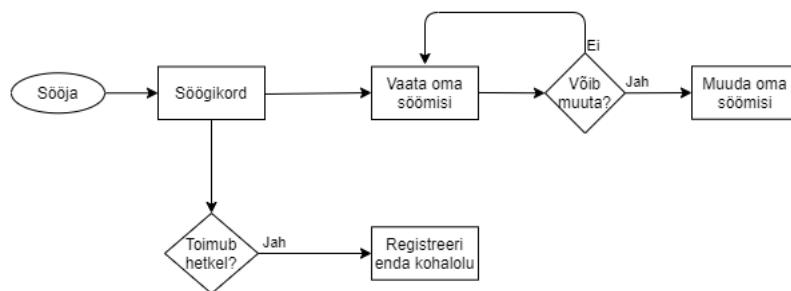 Ei
Sööja
Söögikord
Vaata oma
söömisi
Võib
muuta?
Jah
Muuda oma
söömisi
Toimub
hetkel?
Jah
Registreeri
enda kohalolu